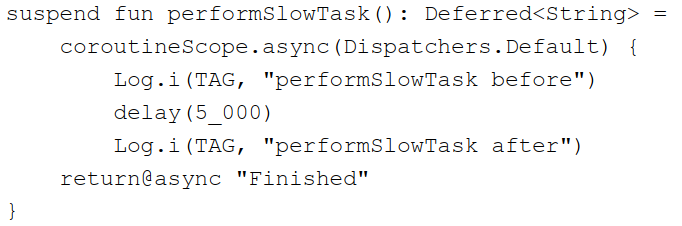 suspend fun performSlowTask(): Deferred<String> =
    coroutineScope.async(Dispatchers.Default) {
        Log.i(TAG, "performSlowTask before")
        delay(5_000)
        Log.i(TAG, "performSlowTask after")
    return@async "Finished"
}